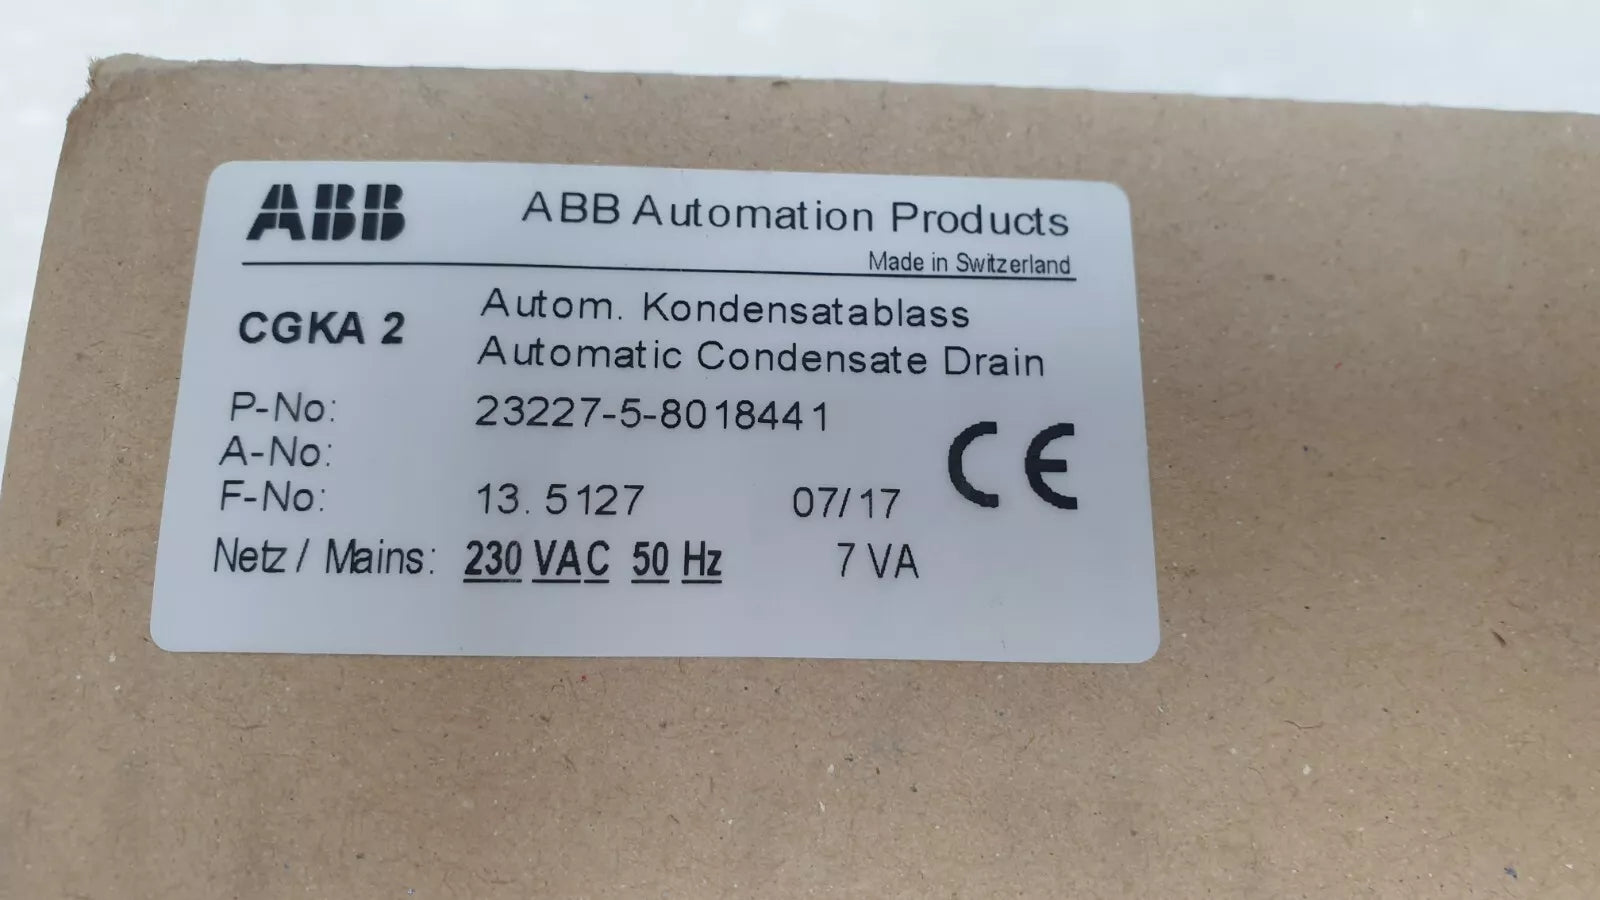 ABB ABB Automation Products
Made in Switzerland
CGKA 2 Autom. Kondensatablass
Automatic Condensate Drain
P-No: 23227-5-8018441
A-No:
F-No: 13. 5127 07/17 CE
Netz / Mains: 230 VAC 50 Hz 7 VA